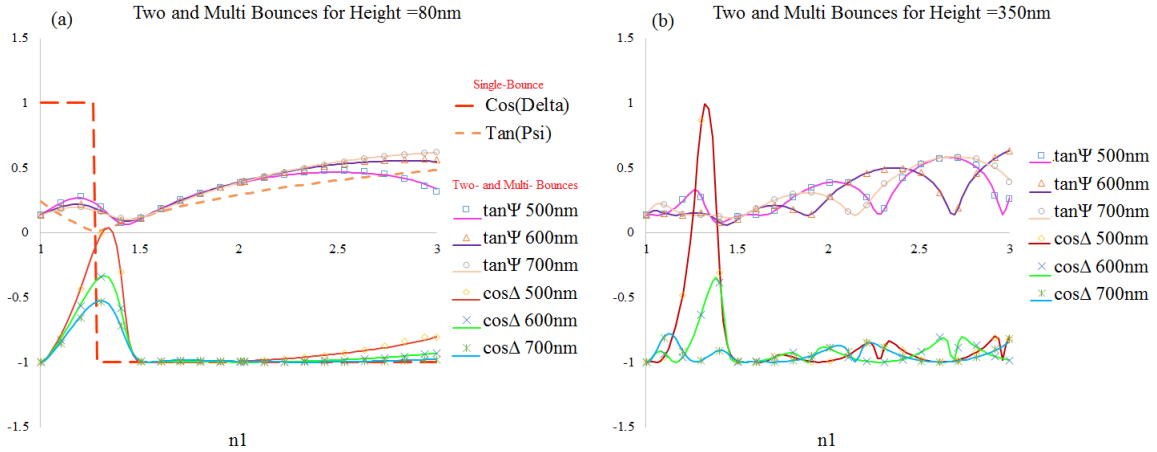 (a)
Two and Multi Bounces for Height =80nm
1.5
1
0.5
0
-0.5
-1
-1.5
1
1.5
2
2.5
3
n1
Single-Bounce
Cos(Delta)
Tan(Psi)
Two- and Multi- Bounces
tanΨ 500nm
tanΨ 600nm
tanΨ 700nm
cosΔ 500nm
cosΔ 600nm
cosΔ 700nm
(b)
Two and Multi Bounces for Height =350nm
1.5
1
0.5
0
-0.5
-1
-1.5
1
1.5
2
2.5
3
n1
tanΨ 500nm
tanΨ 600nm
tanΨ 700nm
cosΔ 500nm
cosΔ 600nm
cosΔ 700nm